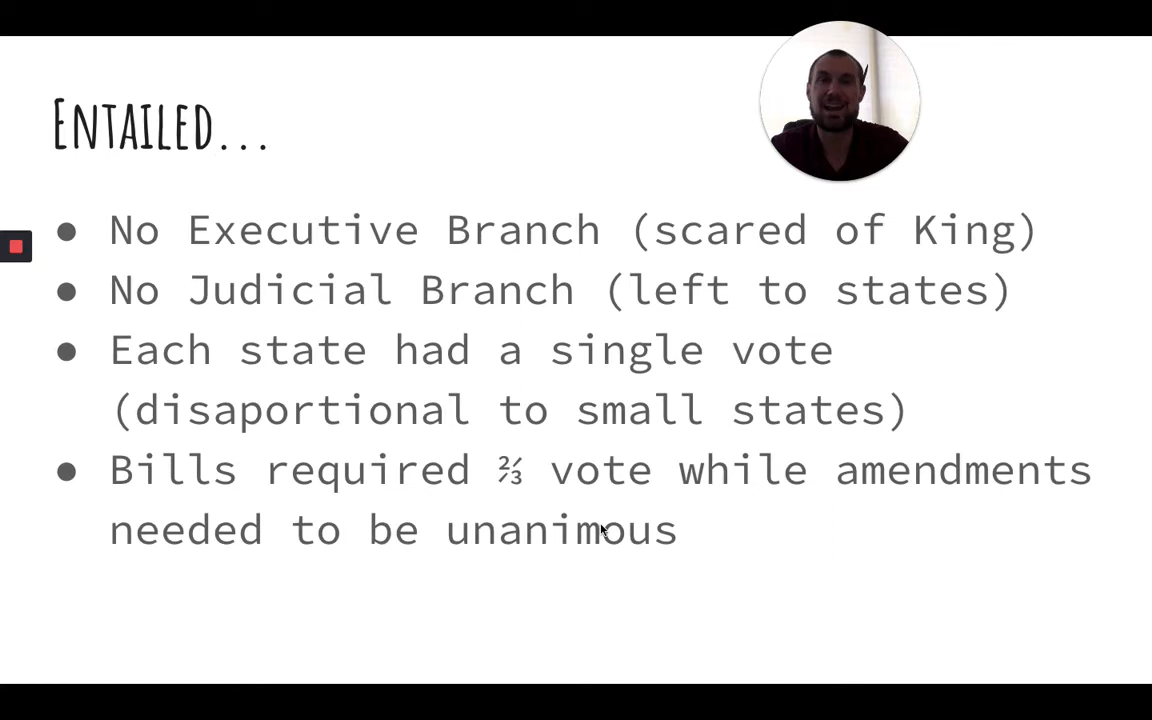 Entailed...
● No Executive Branch (scared of King)
● No Judicial Branch (left to states)
● Each state had a single vote
(disaportional to small states)
● Bills required ⅔ vote while amendments
needed to be unanimous